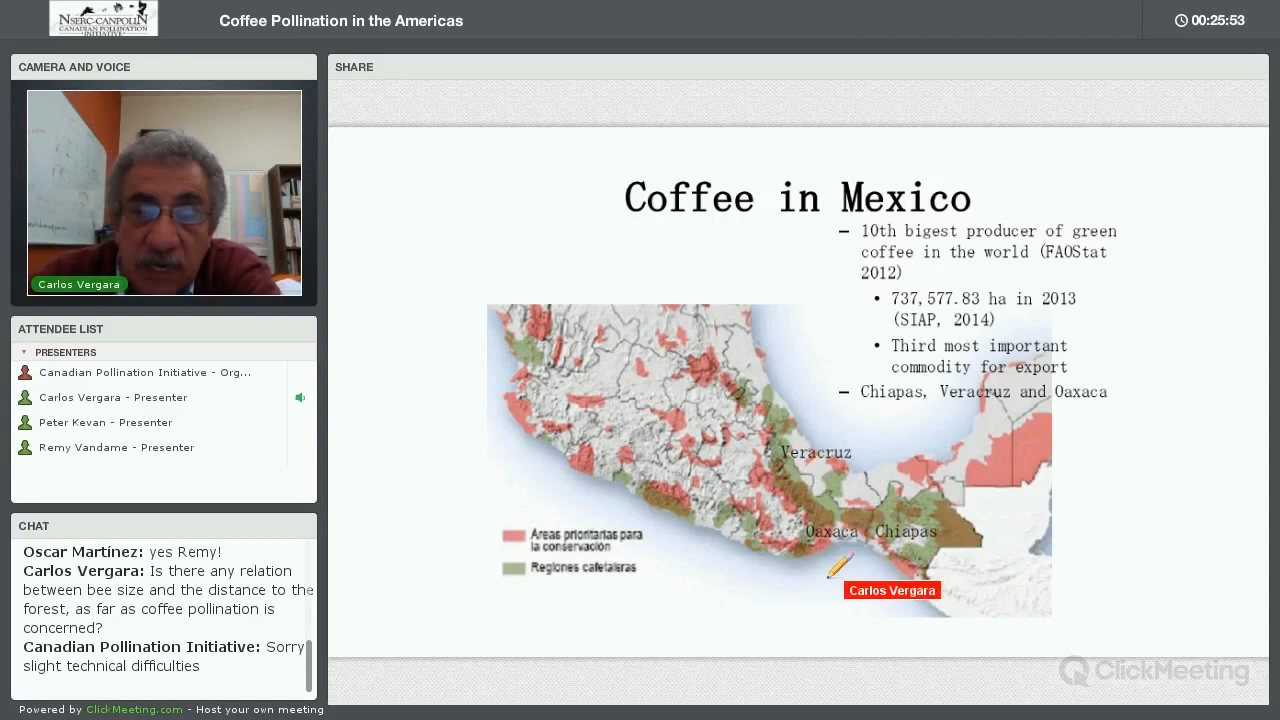 NSERC-CANPOLIN
CANADIAN POLLINATION
INITIATIVE
Coffee Pollination in the Americas
00:25:53
CAMERA AND VOICE
Carlos Vergara
ATTENDEE LIST
PRESENTERS
Canadian Pollination Initiative - Org...
Carlos Vergara - Presenter
Peter Kevan - Presenter
Remy Vandame - Presenter
CHAT
Oscar Martínez: yes Remy!
Carlos Vergara: Is there any relation
between bee size and the distance to the
forest, as far as coffee pollination is
concerned?
Canadian Pollination Initiative: Sorry
slight technical difficulties
Powered by ClickMeeting.com - Host your own meeting
SHARE
Coffee in Mexico
– 10th bigest producer of green
coffee in the world (FAOStat
2012)
• 737,577.83 ha in 2013
(SIAP, 2014)
• Third most important
commodity for export
– Chiapas, Veracruz and Oaxaca
Veracruz
Oaxaca Chiapas
Areas prioritarias para
la conservación
Regiones cafetaleras
Carlos Vergara
ClickMeeting